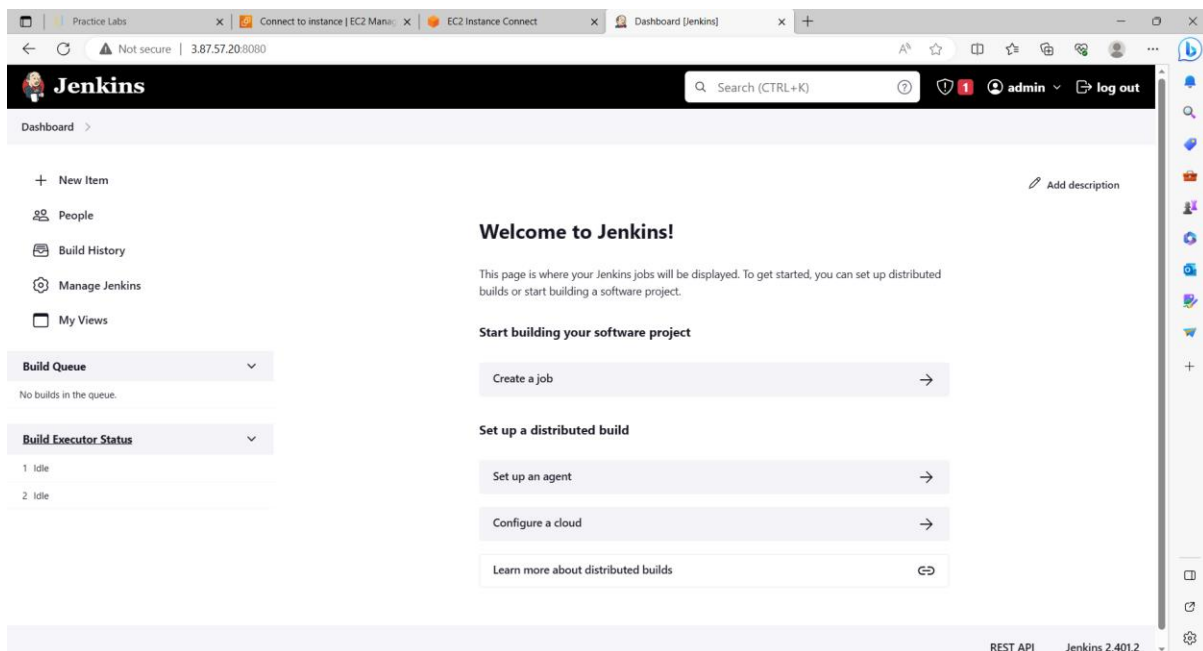 Practice Labs
Connect to instance | EC2 Manag
EC2 Instance Connect
Dashboard [Jenkins]
Not secure | 3.87.57.20:8080
Jenkins
Search (CTRL+K)
1
admin
log out
Dashboard
New Item
People
Build History
Manage Jenkins
My Views
Build Queue
No builds in the queue.
Build Executor Status
1 Idle
2 Idle
Add description
Welcome to Jenkins!
This page is where your Jenkins jobs will be displayed. To get started, you can set up distributed
builds or start building a software project.
Start building your software project
Create a job
Set up a distributed build
Set up an agent
Configure a cloud
Learn more about distributed builds
REST API
Jenkins 2.401.2